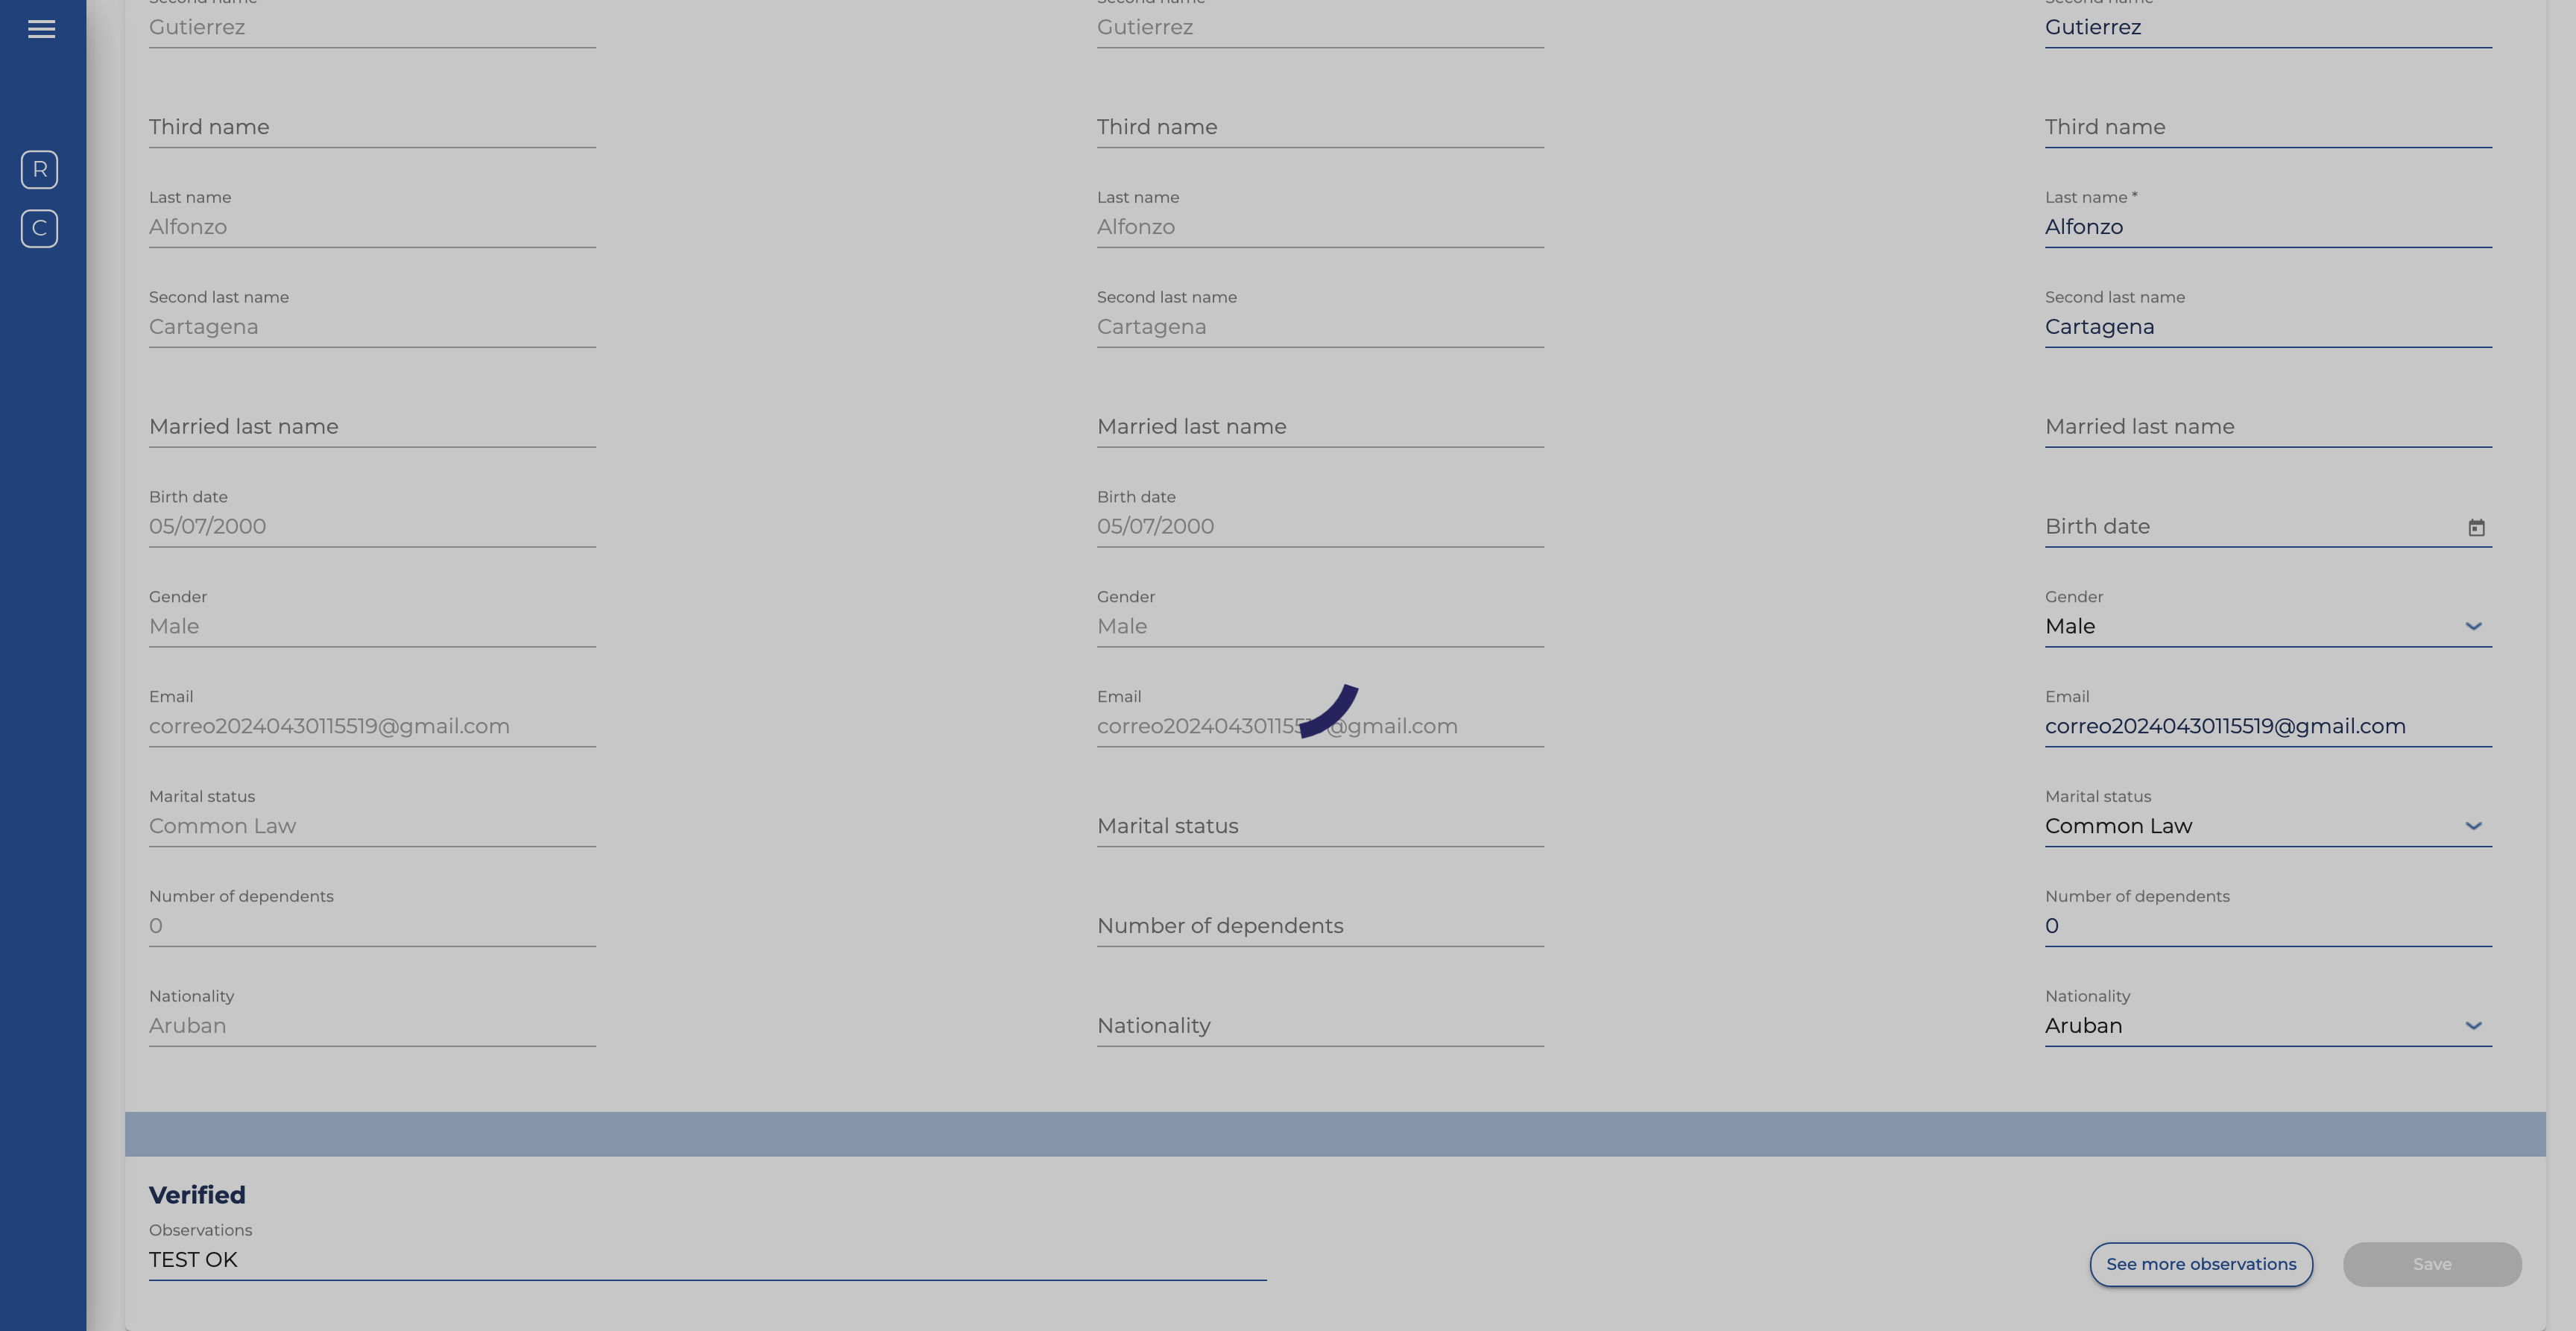 Gutierrez Gutierrez Gutierrez
R
Third name Third name Third name
Last name Last name Last name *
C
Alfonzo Alfonzo Alfonzo
Second last name Second last name Second last name
Cartagena Cartagena Cartagena
Married last name Married last name Married last name
Birth date Birth date
05/07/2000 05/07/2000 Birth date
Gender Gender Gender
Male Male Male
Email Email Email
correo20240430115519@gmail.com @gmail.com correo20240430115519@gmail.com
Marital status Marital status
Common Law Marital status Common Law
Number of dependents Number of dependents
0 Number of dependents 0
Nationality Nationality
Aruban Nationality Aruban
Verified
Observations
TEST OK
See more observations Save